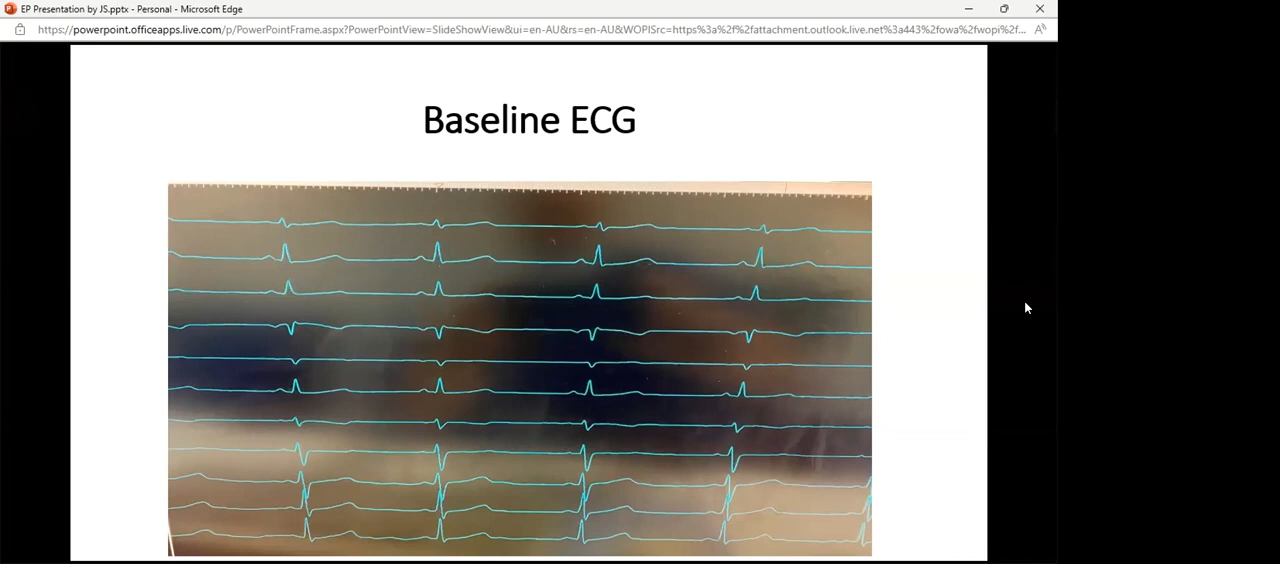 EP Presentation by JS.pptx - Personal - Microsoft Edge
https://powerpoint.officeapps.live.com/p/PowerPointFrame.aspx?PowerPointView=SlideShowView&ui=en-AU&rs=en-AU&WOPISrc=https%3a%2f%2fattachment.outlook.live.net%3a443%2fowa%2fwopi%2f...
Baseline ECG